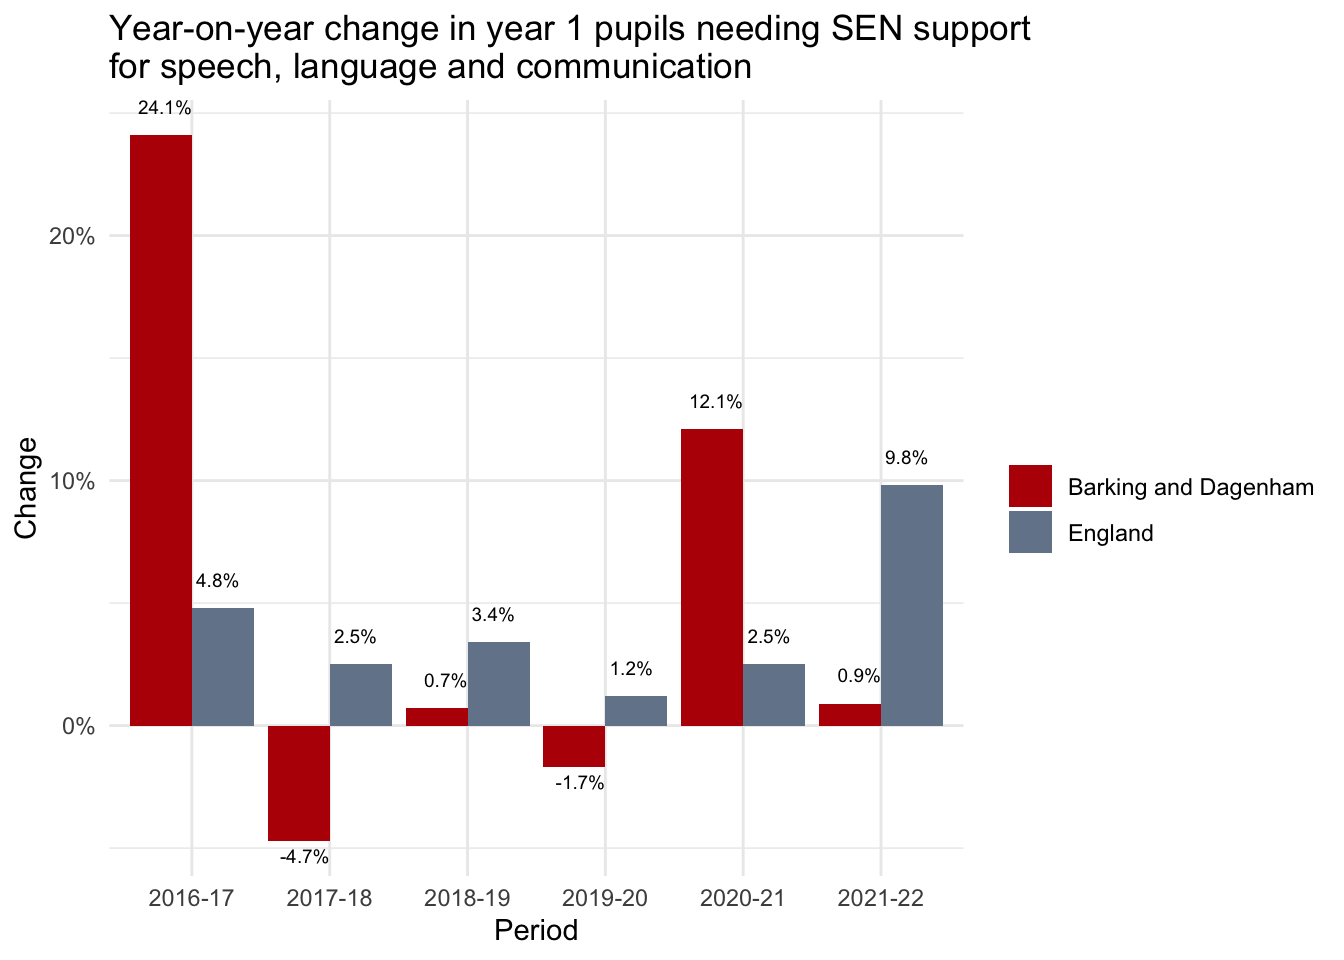 Year-on-year change in year 1 pupils needing SEN support
for speech, language and communication
24.1%
20%
12.1%
9.8%
10%
Change
Barking and Dagenham
England
4.8%
2.5%
0.7%
3.4%
1.2%
2.5%
0.9%
0%
-4.7%
-1.7%
2016-17 2017-18 2018-19 2019-20 2020-21 2021-22
Period